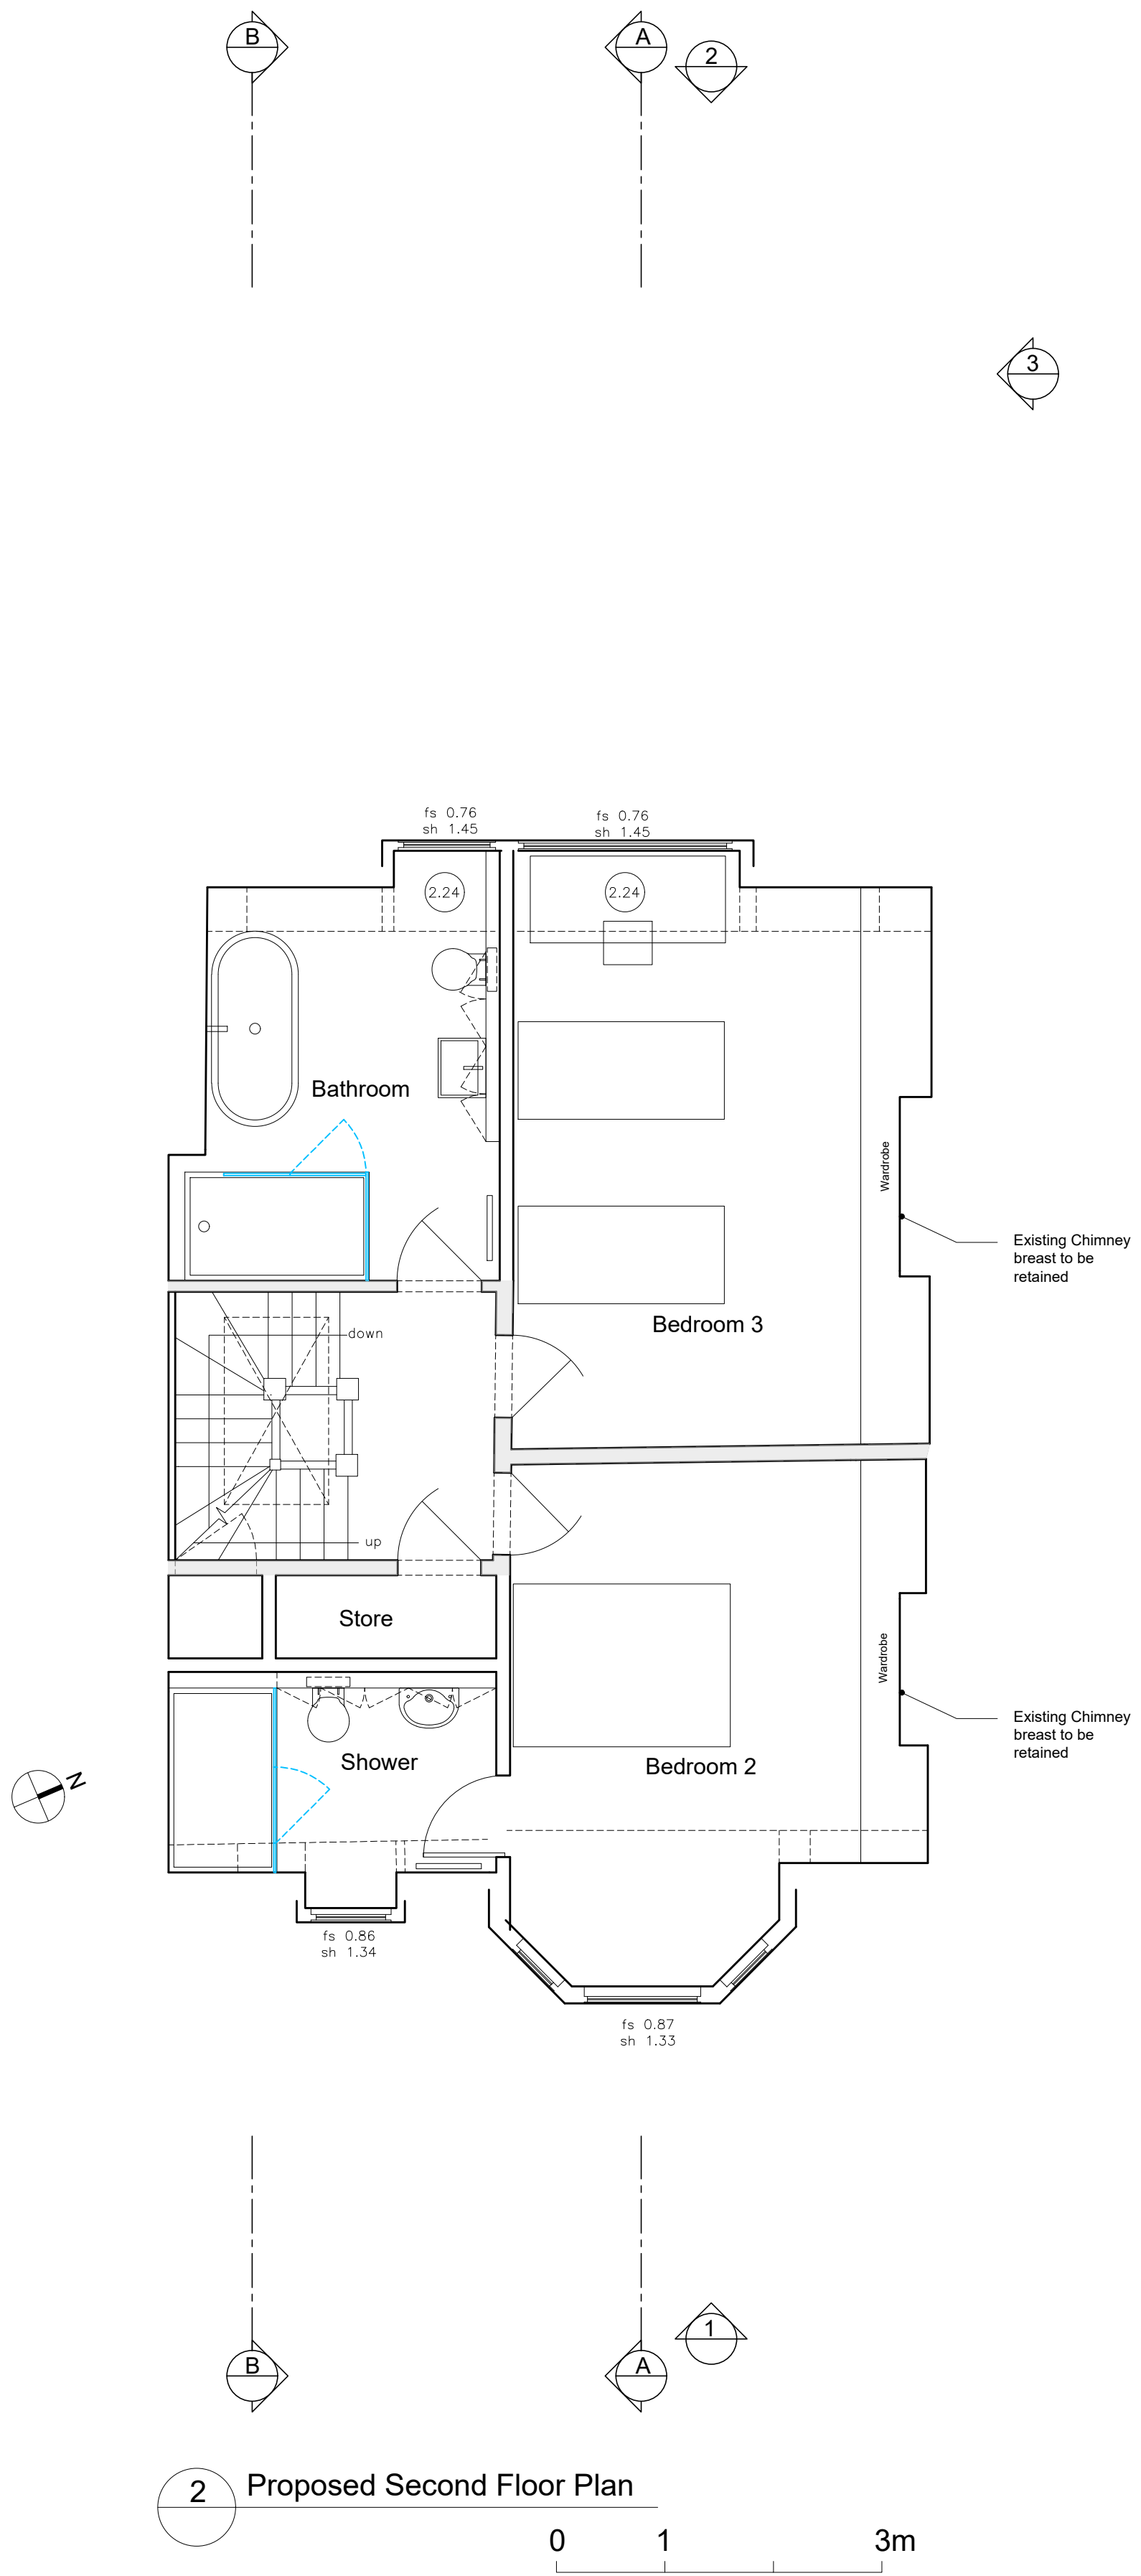 B
A
2
3
fs 0.76
sh 1.45
fs 0.76
sh 1.45
2.24
2.24
Bathroom
Wardrobe
Existing Chimney
breast to be
retained
Bedroom 3
down
up
Store
Wardrobe
Existing Chimney
breast to be
retained
Shower
Bedroom 2
N
fs 0.86
sh 1.34
fs 0.87
sh 1.33
1
B
A
2
Proposed Second Floor Plan
0 1 3m